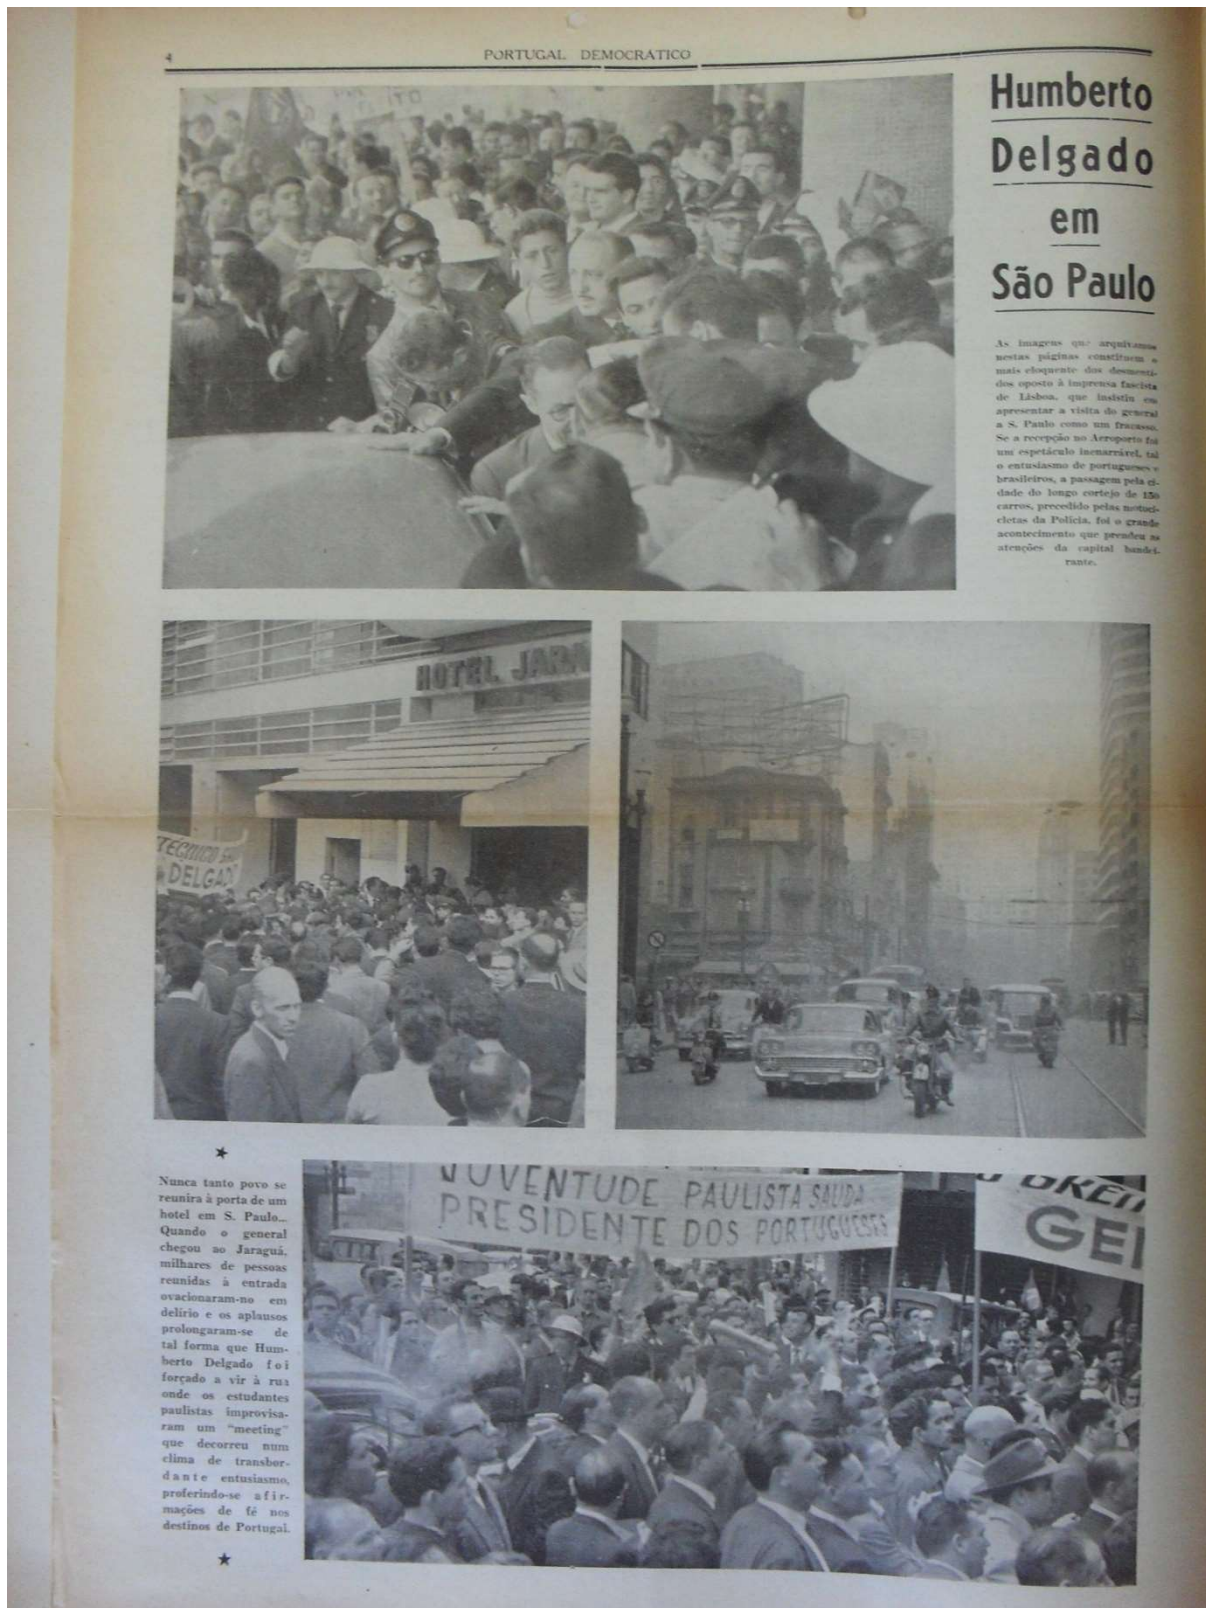 4
PORTUGAL DEMOCRÁTICO
Humberto
Delgado
em
São Paulo
As imagens que arquivamos
nestas páginas constituem o
mais eloquente dos desmenti-
dos oposto à imprensa fascista
de Lisboa, que insistiu em
apresentar a visita do general
a S. Paulo como um fracasso.
Se a recepção no Aeroporto foi
um espetáculo inenarrável, tal
o entusiasmo de portugueses e
brasileiros, a passagem pela ci-
dade do longo cortejo de 150
carros, precedido pelas motoci-
cletas da Polícia, foi o grande
acontecimento que prendeu as
atenções da capital bandei-
rante.
HOTEL JARA
TECNICO
DELGAD
★
Nunca tanto povo se
reunira à porta de um
hotel em S. Paulo...
Quando o general
chegou ao Jaraguá,
milhares de pessoas
reunidas à entrada
ovacionaram-no em
delírio e os aplausos
prolongaram-se de
tal forma que Hum-
berto Delgado foi
forçado a vir à rua
onde os estudantes
paulistas improvisa-
ram um "meeting"
que decorreu num
clima de transbor-
dante entusiasmo,
proferindo-se afir-
mações de fé nos
destinos de Portugal.
★
JUVENTUDE PAULISTA SAUDA
PRESIDENTE DOS PORTUGUESES
GE